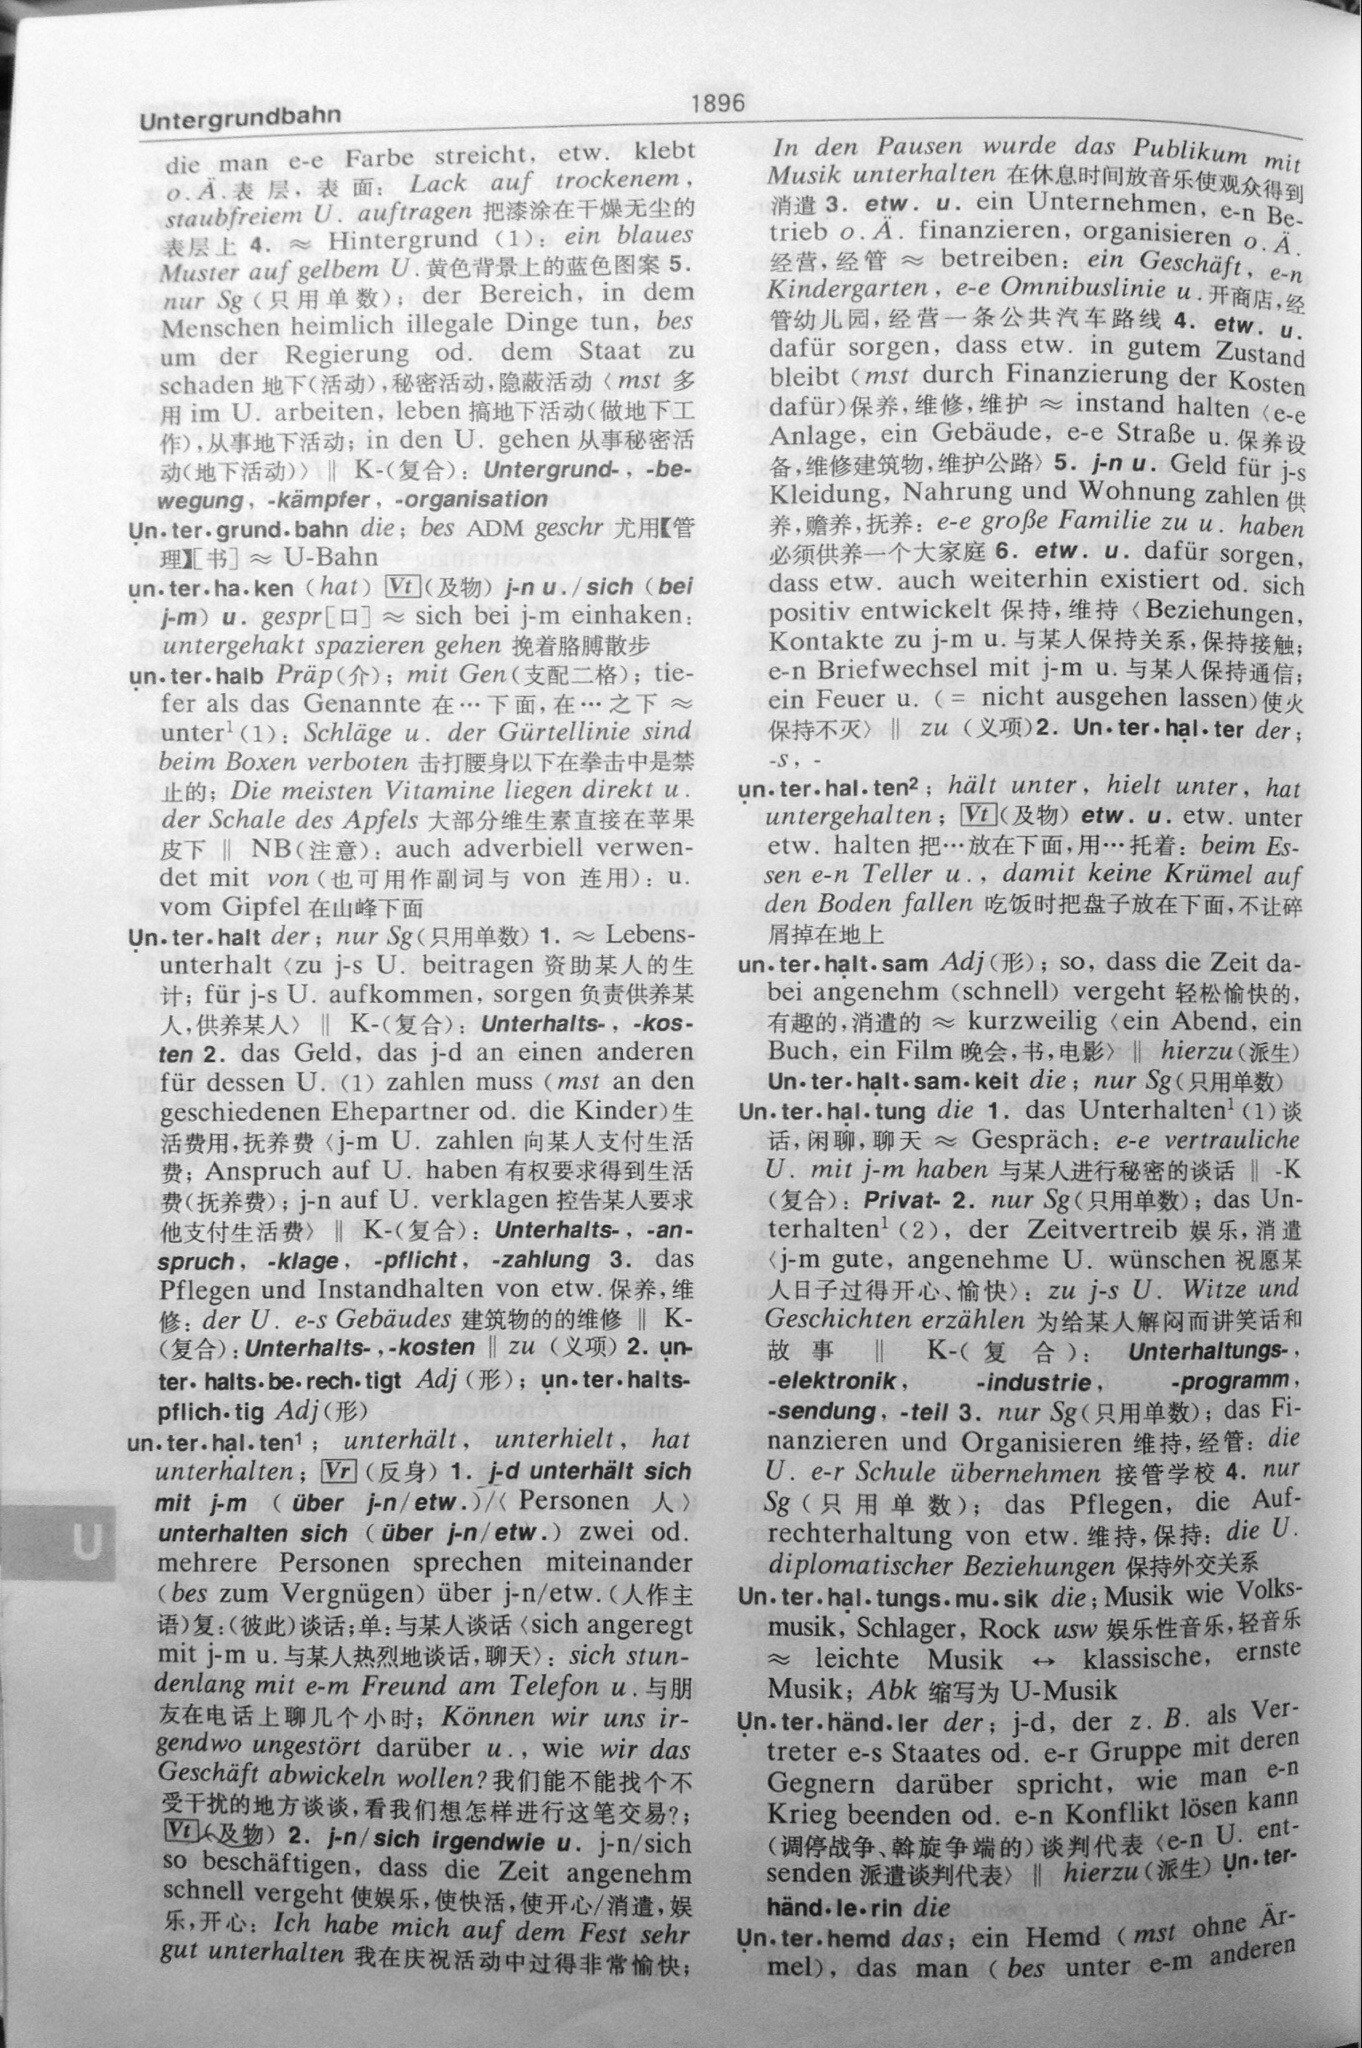 Untergrundbahn
1896
die man e-e Farbe streicht, etw. klebt
o. Ä. 表层,表面: Lack auf trockenem,
staubfreiem U. auftragen 把漆涂在干燥无尘的
表层上 4. ≈ Hintergrund (1): ein blaues
Muster auf gelbem U. 黄色背景上的蓝色图案 5.
nur Sg (只用单数); der Bereich, in dem
Menschen heimlich illegale Dinge tun, bes
um der Regierung od. dem Staat zu
schaden 地下(活动),秘密活动,隐蔽活动〈mst 多
用 im U. arbeiten, leben 搞地下活动(做地下工
作),从事地下活动; in den U. gehen 从事秘密活
动(地下活动)〉‖ K-(复合): Untergrund-, -be-
wegung, -kämpfer, -organisation
Un·ter·grund·bahn die; bes ADM geschr 尤用【管
理】[书] ≈ U-Bahn
un·ter·ha·ken (hat) Vt (及物) j-n u./sich (bei
j-m) u. gespr[口] ≈ sich bei j-m einhaken:
untergehakt spazieren gehen 挽着胳膊散步
un·ter·halb Präp(介); mit Gen(支配二格); tie-
fer als das Genannte 在…下面,在…之下 ≈
unter¹(1): Schläge u. der Gürtellinie sind
beim Boxen verboten 击打腰身以下在拳击中是禁
止的; Die meisten Vitamine liegen direkt u.
der Schale des Apfels 大部分维生素直接在苹果
皮下 ‖ NB(注意): auch adverbiell verwen-
det mit von(也可用作副词与 von 连用): u.
vom Gipfel 在山峰下面
Un·ter·halt der; nur Sg(只用单数) 1. ≈ Lebens-
unterhalt〈zu j-s U. beitragen 资助某人的生
计; für j-s U. aufkommen, sorgen 负责供养某
人,供养某人〉‖ K-(复合): Unterhalts-, -kos-
ten 2. das Geld, das j-d an einen anderen
für dessen U. (1) zahlen muss (mst an den
geschiedenen Ehepartner od. die Kinder)生
活费用,抚养费〈j-m U. zahlen 向某人支付生活
费; Anspruch auf U. haben 有权要求得到生活
费(抚养费); j-n auf U. verklagen 控告某人要求
他支付生活费〉‖ K-(复合): Unterhalts-, -an-
spruch, -klage, -pflicht, -zahlung 3. das
Pflegen und Instandhalten von etw. 保养,维
修: der U. e-s Gebäudes 建筑物的的维修 ‖ K-
(复合): Unterhalts-,-kosten ‖ zu (义项) 2. un-
ter·halts·be·rech·tigt Adj (形); un·ter·halts-
pflich·tig Adj(形)
un·ter·hal·ten¹; unterhält, unterhielt, hat
unterhalten; Vr (反身) 1. j-d unterhält sich
mit j-m (über j-n/etw.)/〈Personen 人〉
unterhalten sich (über j-n/etw.) zwei od.
mehrere Personen sprechen miteinander
(bes zum Vergnügen) über j-n/etw. (人作主
语)复:(彼此)谈话;单:与某人谈话〈sich angeregt
mit j-m u. 与某人热烈地谈话,聊天〉: sich stun-
denlang mit e-m Freund am Telefon u. 与朋
友在电话上聊几个小时; Können wir uns ir-
gendwo ungestört darüber u., wie wir das
Geschäft abwickeln wollen?我们能不能找个不
受干扰的地方谈谈,看我们想怎样进行这笔交易?;
Vt (及物) 2. j-n/sich irgendwie u. j-n/sich
so beschäftigen, dass die Zeit angenehm
schnell vergeht 使娱乐,使快活,使开心/消遣,娱
乐,开心: Ich habe mich auf dem Fest sehr
gut unterhalten 我在庆祝活动中过得非常愉快;
In den Pausen wurde das Publikum mit
Musik unterhalten 在休息时间放音乐使观众得到
消遣 3. etw. u. ein Unternehmen, e-n Be-
trieb o. Ä. finanzieren, organisieren o. Ä.
经营,经管 ≈ betreiben: ein Geschäft, e-n
Kindergarten, e-e Omnibuslinie u. 开商店,经
管幼儿园,经营一条公共汽车路线 4. etw. u.
dafür sorgen, dass etw. in gutem Zustand
bleibt (mst durch Finanzierung der Kosten
dafür)保养,维修,维护 ≈ instand halten〈e-e
Anlage, ein Gebäude, e-e Straße u. 保养设
备,维修建筑物,维护公路〉5. j-n u. Geld für j-s
Kleidung, Nahrung und Wohnung zahlen 供
养,赡养,抚养: e-e große Familie zu u. haben
必须供养一个大家庭 6. etw. u. dafür sorgen,
dass etw. auch weiterhin existiert od. sich
positiv entwickelt 保持,维持〈Beziehungen,
Kontakte zu j-m u. 与某人保持关系,保持接触;
e-n Briefwechsel mit j-m u. 与某人保持通信;
ein Feuer u. (= nicht ausgehen lassen)使火
保持不灭〉‖ zu (义项)2. Un·ter·hal·ter der;
-s, -
un·ter·hal·ten²; hält unter, hielt unter, hat
untergehalten; Vt (及物) etw. u. etw. unter
etw. halten 把…放在下面,用…托着: beim Es-
sen e-n Teller u., damit keine Krümel auf
den Boden fallen 吃饭时把盘子放在下面,不让碎
屑掉在地上
un·ter·halt·sam Adj(形); so, dass die Zeit da-
bei angenehm (schnell) vergeht 轻松愉快的,
有趣的,消遣的 ≈ kurzweilig〈ein Abend, ein
Buch, ein Film 晚会,书,电影〉‖ hierzu(派生)
Un·ter·halt·sam·keit die; nur Sg(只用单数)
Un·ter·hal·tung die 1. das Unterhalten¹(1)谈
话,闲聊,聊天 ≈ Gespräch: e-e vertrauliche
U. mit j-m haben 与某人进行秘密的谈话 ‖ -K
(复合): Privat- 2. nur Sg(只用单数); das Un-
terhalten¹ (2), der Zeitvertreib 娱乐,消遣
〈j-m gute, angenehme U. wünschen 祝愿某
人日子过得开心、愉快〉: zu j-s U. Witze und
Geschichten erzählen 为给某人解闷而讲笑话和
故事 ‖ K-(复合): Unterhaltungs-,
-elektronik, -industrie, -programm,
-sendung, -teil 3. nur Sg(只用单数); das Fi-
nanzieren und Organisieren 维持,经管: die
U. e-r Schule übernehmen 接管学校 4. nur
Sg (只用单数); das Pflegen, die Auf-
rechterhaltung von etw. 维持,保持: die U.
diplomatischer Beziehungen 保持外交关系
Un·ter·hal·tungs·mu·sik die; Musik wie Volks-
musik, Schlager, Rock usw 娱乐性音乐,轻音乐
≈ leichte Musik ↔ klassische, ernste
Musik; Abk 缩写为 U-Musik
Un·ter·händ·ler der; j-d, der z. B. als Ver-
treter e-s Staates od. e-r Gruppe mit deren
Gegnern darüber spricht, wie man e-n
Krieg beenden od. e-n Konflikt lösen kann
(调停战争、斡旋争端的)谈判代表〈e-n U. ent-
senden 派遣谈判代表〉‖ hierzu(派生) Un·ter-
händ·le·rin die
Un·ter·hemd das; ein Hemd (mst ohne Är-
mel), das man (bes unter e-m anderen
U